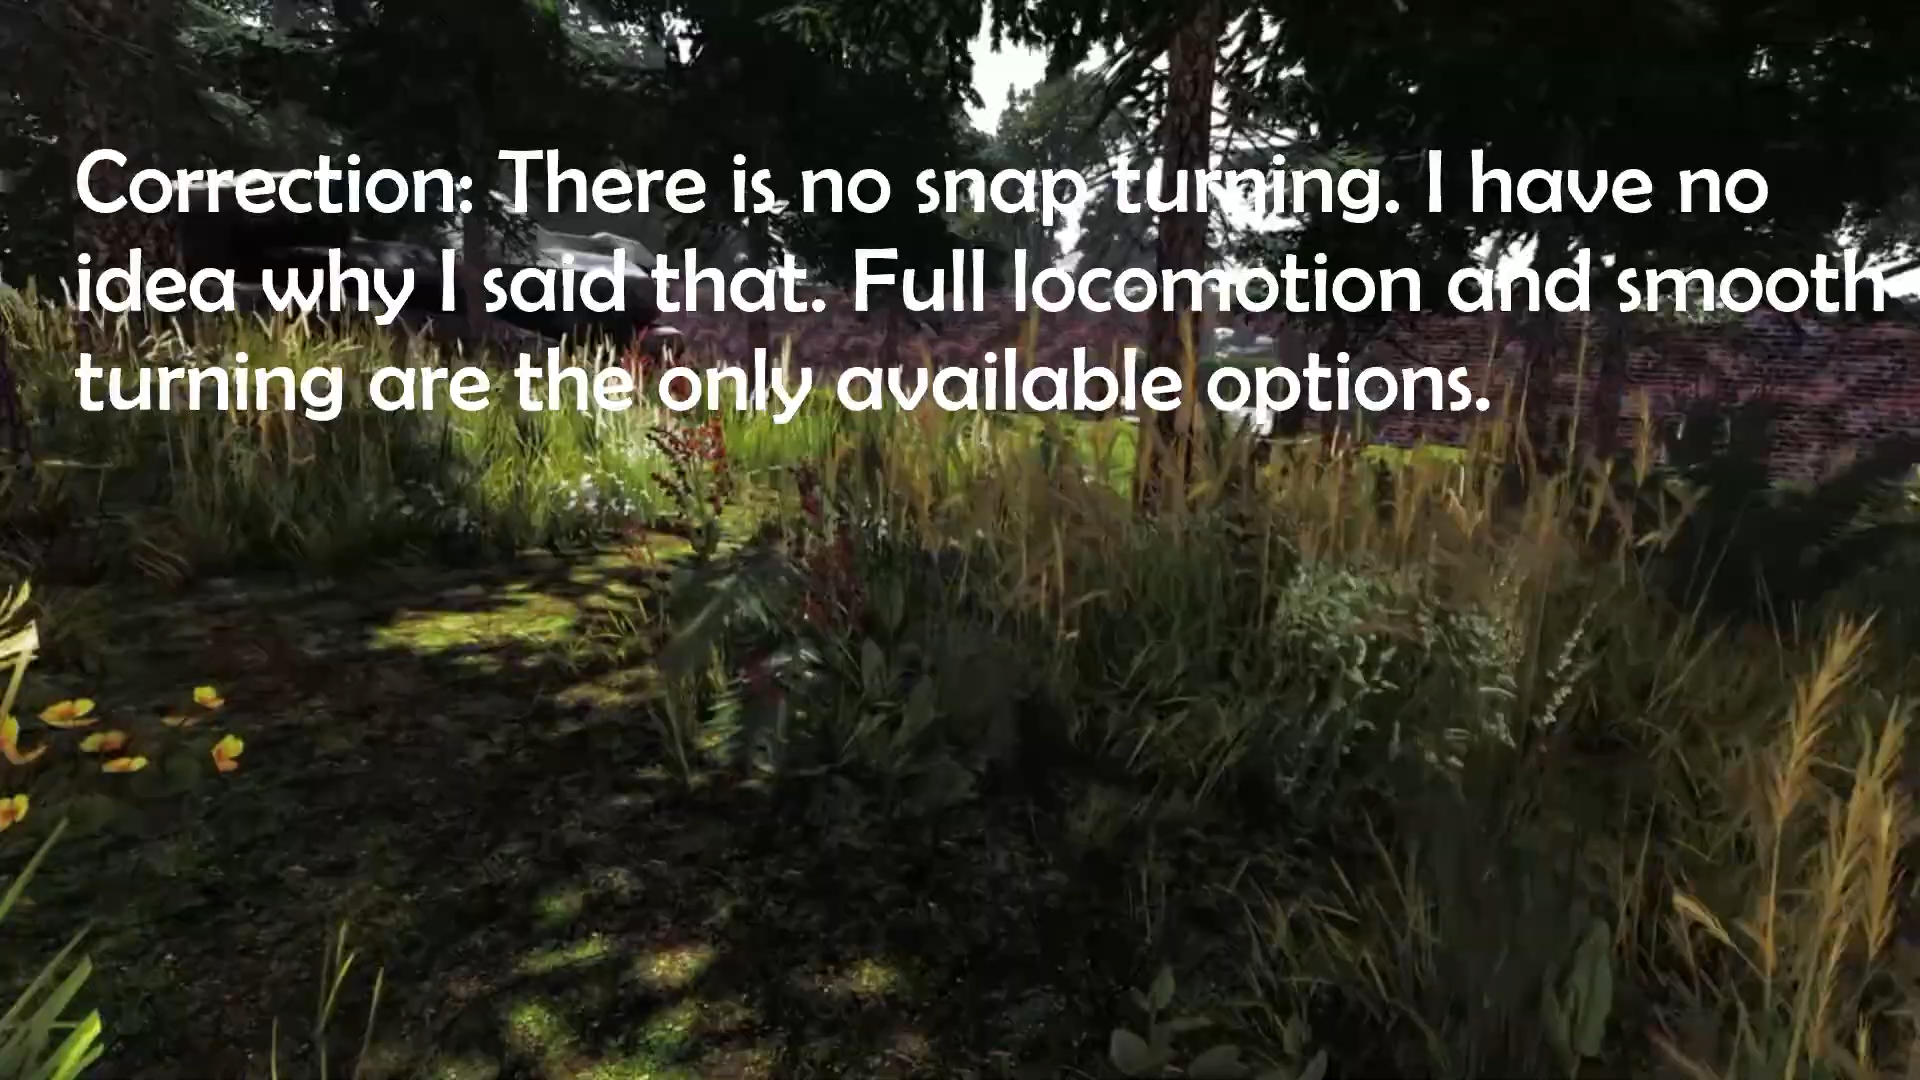 Correction: There is no snap turning. I have no
idea why I said that. Full locomotion and smooth
turning are the only available options.